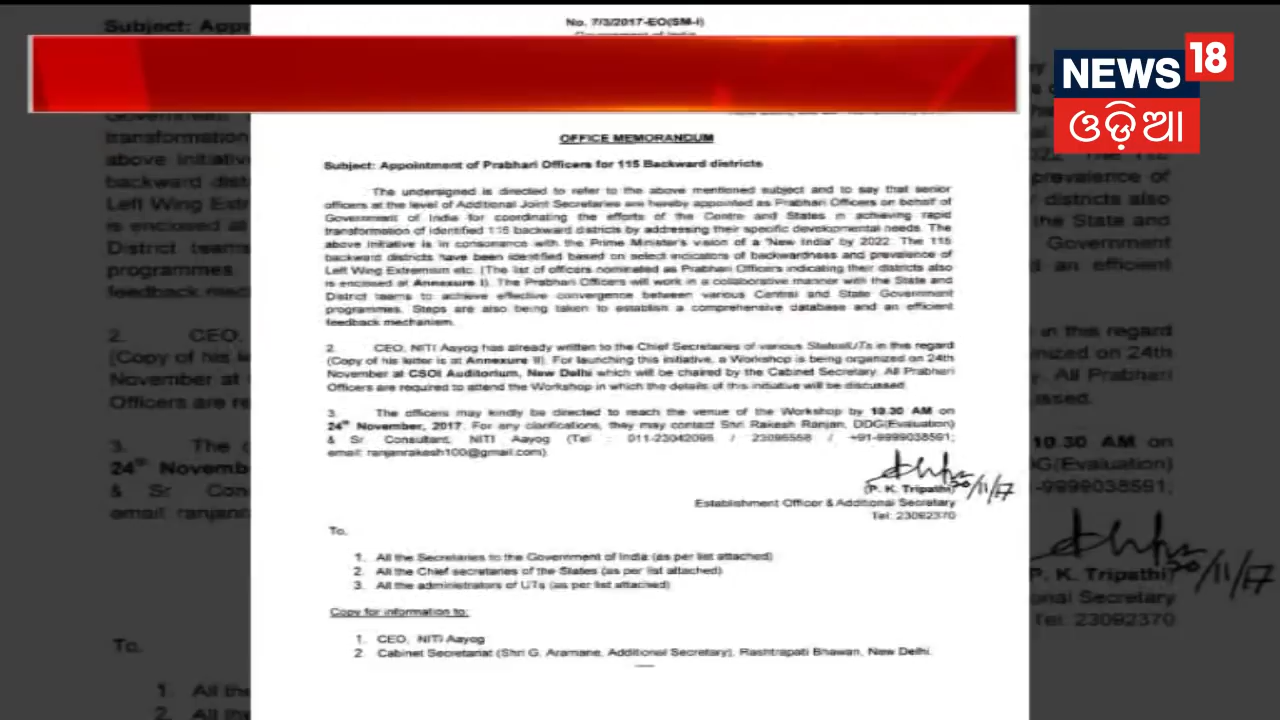 No. 7/3/2017-EO(SM-I)
Government of India
NEWS 18
ଓଡ଼ିଆ
OFFICE MEMORANDUM
Subject: Appointment of Prabhari Officers for 115 Backward districts
The undersigned is directed to refer to the above mentioned subject and to say that senior
officers at the level of Additional Joint Secretaries are hereby appointed as Prabhari Officers on behalf of
Government of India for coordinating the efforts of the Centre and States in achieving rapid
transformation of identified 115 backward districts by addressing their specific developmental needs. The
above initiative is in consonance with the Prime Minister's vision of a 'New India' by 2022. The 115
backward districts have been identified based on select indicators of backwardness and prevalence of
Left Wing Extremism etc. (The list of officers nominated as Prabhari Officers indicating their districts also
is enclosed at Annexure I). The Prabhari Officers will work in a collaborative manner with the State and
District teams to achieve effective convergence between various Central and State Government
programmes. Steps are also being taken to establish a comprehensive database and an efficient
feedback mechanism.
2. CEO, NITI Aayog has already written to the Chief Secretaries of various States/UTs in this regard
(Copy of his letter is at Annexure II). For launching this initiative, a Workshop is being organized on 24th
November at CSOI Auditorium, New Delhi which will be chaired by the Cabinet Secretary. All Prabhari
Officers are required to attend the Workshop in which the details of this initiative will be discussed.
3. The officers may kindly be directed to reach the venue of the Workshop by 10.30 AM on
24th November, 2017. For any clarifications, they may contact Shri Rakesh Ranjan, DDG(Evaluation)
& Sr. Consultant, NITI Aayog (Tel : 011-23042096 / 23096558 / +91-9999038591;
email: ranjanrakesh100@gmail.com).
(P. K. Tripathi)
Establishment Officer & Additional Secretary
Tel: 23092370
To,
1. All the Secretaries to the Government of India (as per list attached)
2. All the Chief secretaries of the States (as per list attached)
3. All the administrators of UTs (as per list attached)
Copy for information to:
1. CEO, NITI Aayog
2. Cabinet Secretariat (Shri G. Aramane, Additional Secretary), Rashtrapati Bhawan, New Delhi.